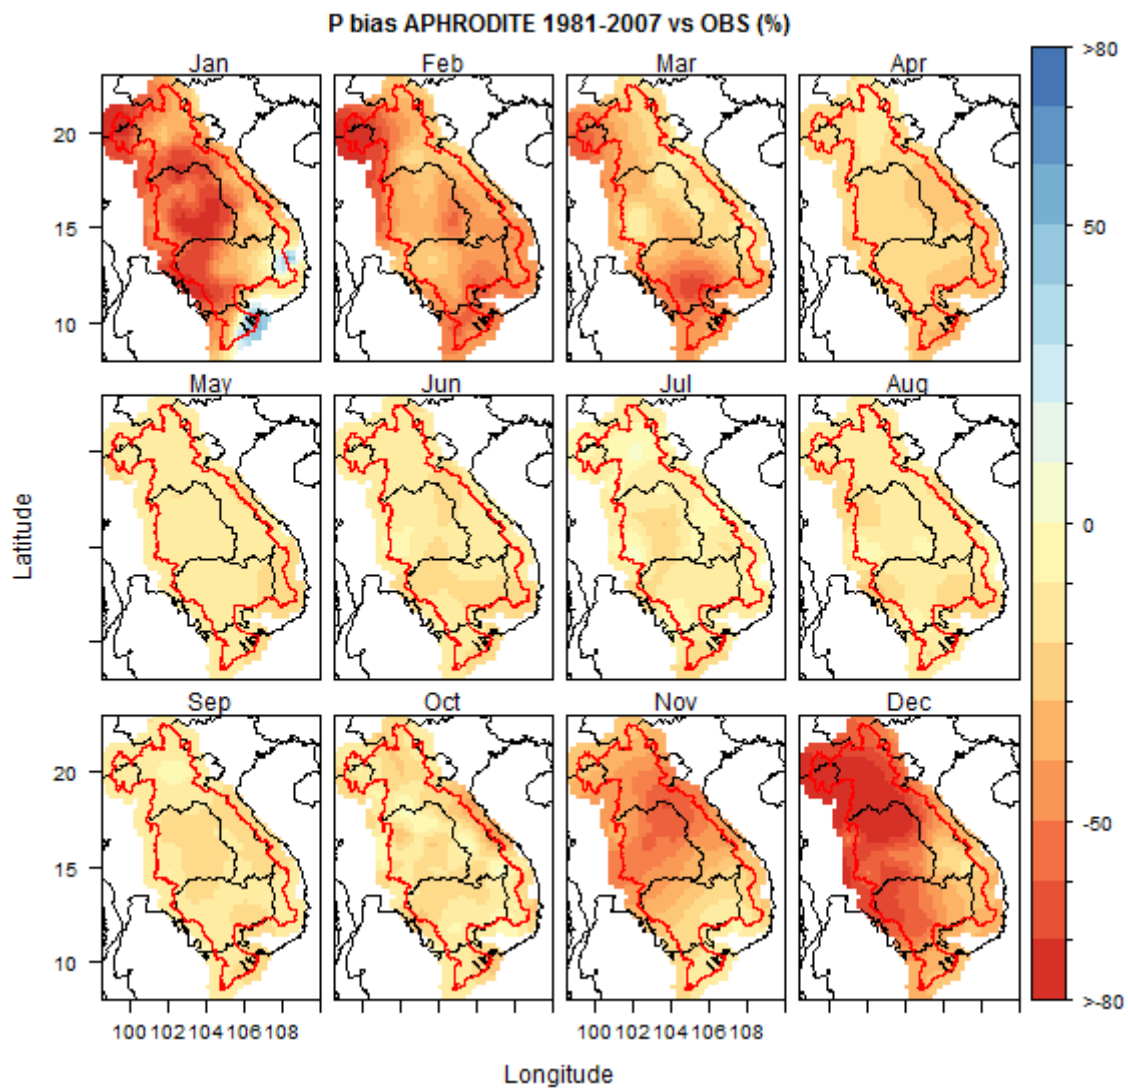 P bias APHRODITE 1981-2007 vs OBS (%)
Jan Feb Mar Apr
>80
20
15
10
50
May Jun Jul Aug
Latitude
0
Sep Oct Nov Dec
20
15
10
-50
>-80
100 102 104 106 108 100 102 104 106 108
Longitude